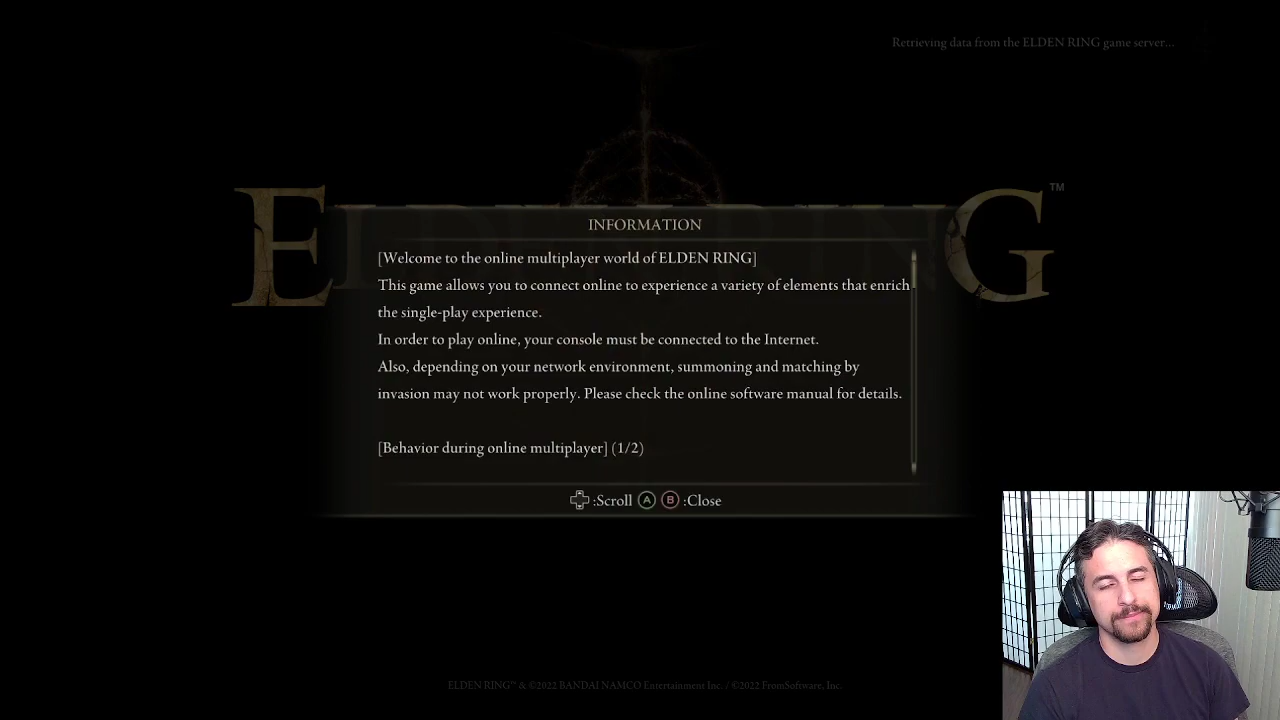 Retrieving data from the ELDEN RING game server...
ELDEN RING™
INFORMATION
[Welcome to the online multiplayer world of ELDEN RING]
This game allows you to connect online to experience a variety of elements that enrich
the single-play experience.
In order to play online, your console must be connected to the Internet.
Also, depending on your network environment, summoning and matching by
invasion may not work properly. Please check the online software manual for details.
[Behavior during online multiplayer] (1/2)
:Scroll A B :Close
ELDEN RING™ & ©2022 BANDAI NAMCO Entertainment Inc. / ©2022 FromSoftware, Inc.